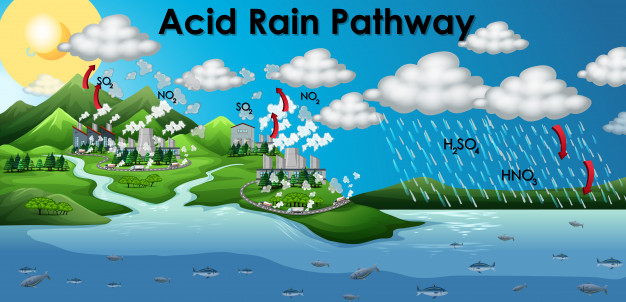 Acid Rain Pathway
SO₂
NO₂
SO₂
NO₂
H₂SO₄
HNO₃